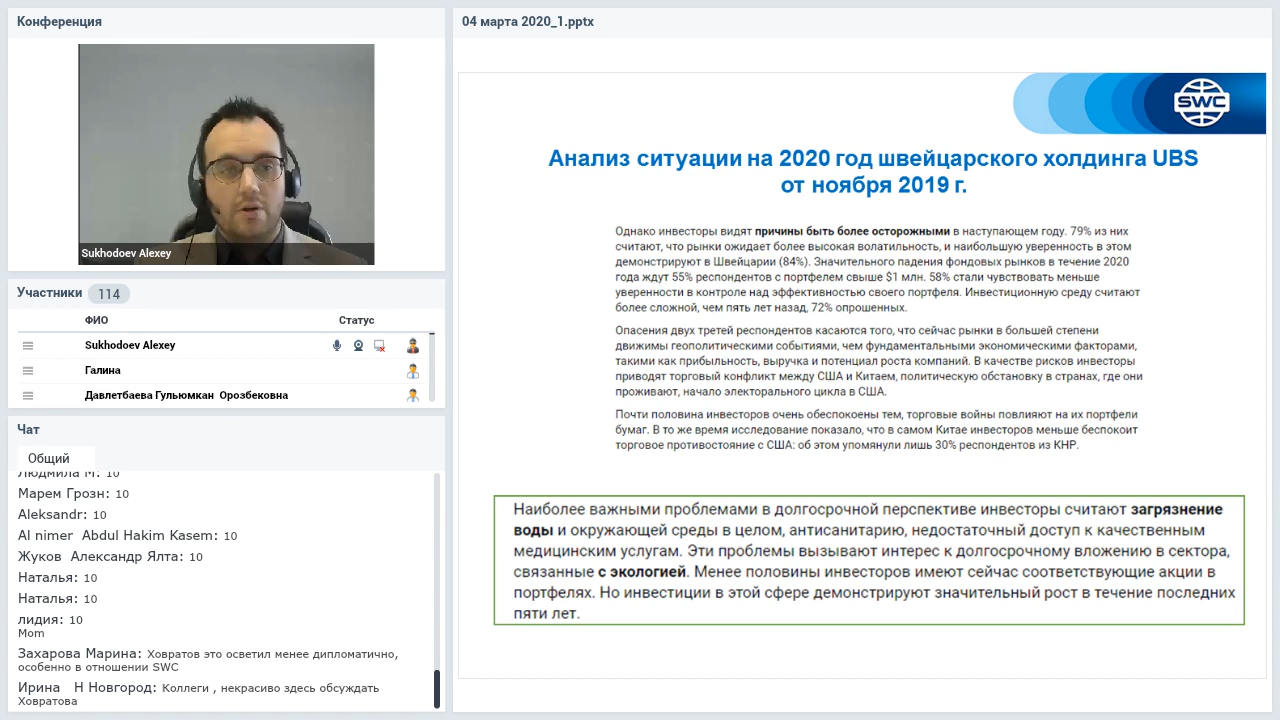 Конференция
Sukhodoev Alexey
Участники 114
ФИО Статус
Sukhodoev Alexey
Галина
Давлетбаева Гульюмкан Орозбековна
Чат
Общий
Людмила М: 10
Марем Грозн: 10
Aleksandr: 10
Al nimer Abdul Hakim Kasem: 10
Жуков Александр Ялта: 10
Наталья: 10
Наталья: 10
лидия: 10
Mom
Захарова Марина: Ховратов это осветил менее дипломатично,
особенно в отношении SWC
Ирина Н Новгород: Коллеги , некрасиво здесь обсуждать
Ховратова
04 марта 2020_1.pptx
SWC
Анализ ситуации на 2020 год швейцарского холдинга UBS
от ноября 2019 г.
Однако инвесторы видят причины быть более осторожными в наступающем году. 79% из них
считают, что рынки ожидает более высокая волатильность, и наибольшую уверенность в этом
демонстрируют в Швейцарии (84%). Значительного падения фондовых рынков в течение 2020
года ждут 55% респондентов с портфелем свыше $1 млн. 58% стали чувствовать меньше
уверенности в контроле над эффективностью своего портфеля. Инвестиционную среду считают
более сложной, чем пять лет назад, 72% опрошенных.
Опасения двух третей респондентов касаются того, что сейчас рынки в большей степени
движимы геополитическими событиями, чем фундаментальными экономическими факторами,
такими как прибыльность, выручка и потенциал роста компаний. В качестве рисков инвесторы
приводят торговый конфликт между США и Китаем, политическую обстановку в странах, где они
проживают, начало электорального цикла в США.
Почти половина инвесторов очень обеспокоены тем, торговые войны повлияют на их портфели
бумаг. В то же время исследование показало, что в самом Китае инвесторов меньше беспокоит
торговое противостояние с США: об этом упомянули лишь 30% респондентов из КНР.
Наиболее важными проблемами в долгосрочной перспективе инвесторы считают загрязнение
воды и окружающей среды в целом, антисанитарию, недостаточный доступ к качественным
медицинским услугам. Эти проблемы вызывают интерес к долгосрочному вложению в сектора,
связанные с экологией. Менее половины инвесторов имеют сейчас соответствующие акции в
портфелях. Но инвестиции в этой сфере демонстрируют значительный рост в течение последних
пяти лет.